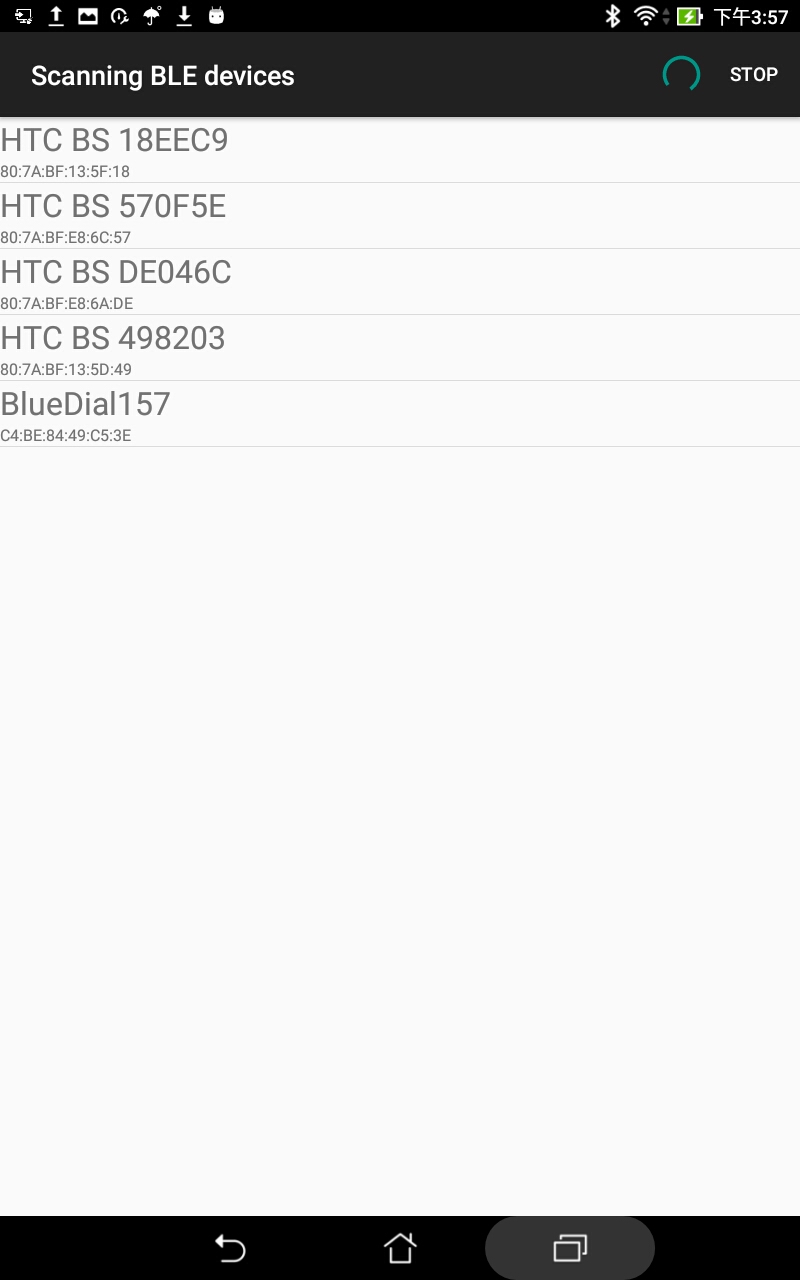 下午3:57
Scanning BLE devices
STOP
HTC BS 18EEC9
80:7A:BF:13:5F:18
HTC BS 570F5E
80:7A:BF:E8:6C:57
HTC BS DE046C
80:7A:BF:E8:6A:DE
HTC BS 498203
80:7A:BF:13:5D:49
BlueDial157
C4:BE:84:49:C5:3E